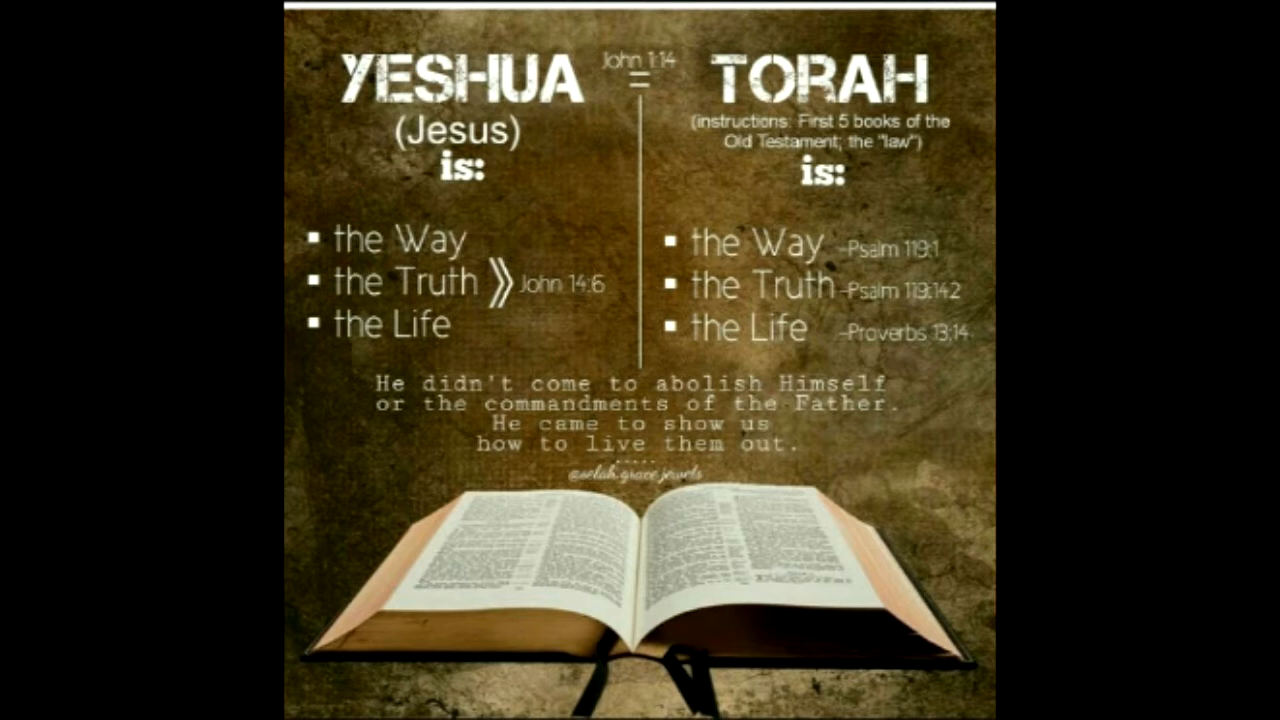 YESHUA
(Jesus)
is:
John 1:14
=
TORAH
(instructions: First 5 books of the
Old Testament; the "law")
is:
▪ the Way
▪ the Truth » John 14:6
▪ the Life
▪ the Way -Psalm 119:1
▪ the Truth -Psalm 119:142
▪ the Life -Proverbs 13:14
He didn't come to abolish Himself
or the commandments of the Father.
He came to show us
how to live them out.
.....
@selah.grace.jewels